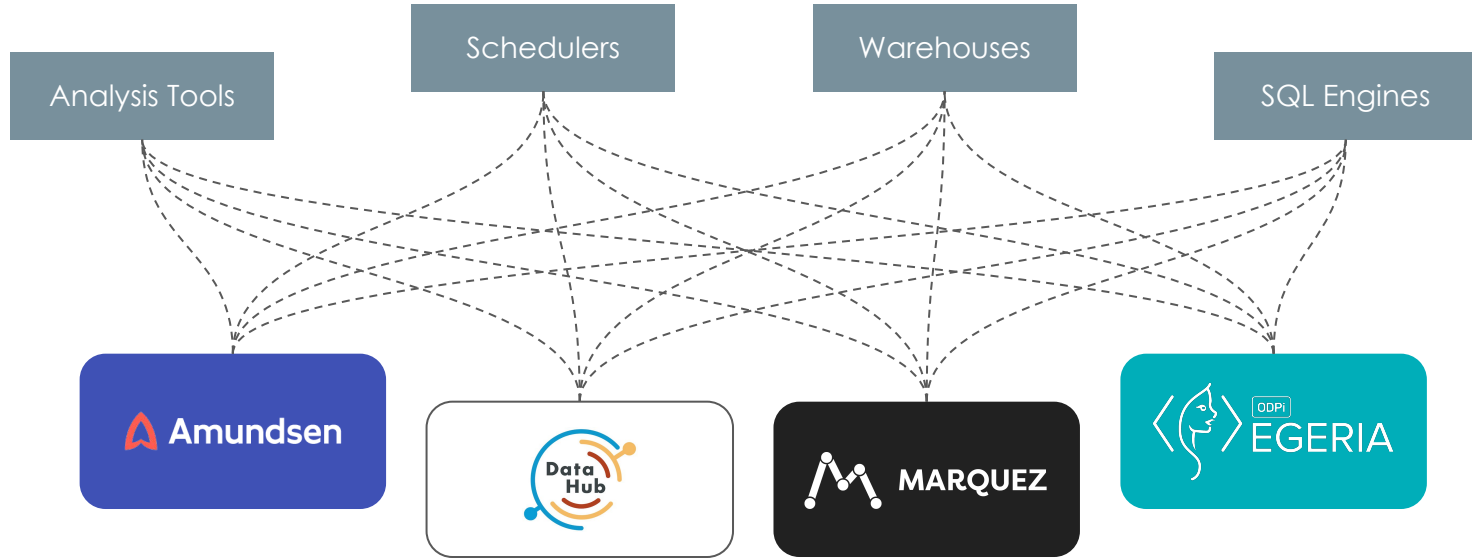 Analysis Tools
Schedulers
Warehouses
SQL Engines
Amundsen
Data
Hub
MARQUEZ
ODPi
EGERIA